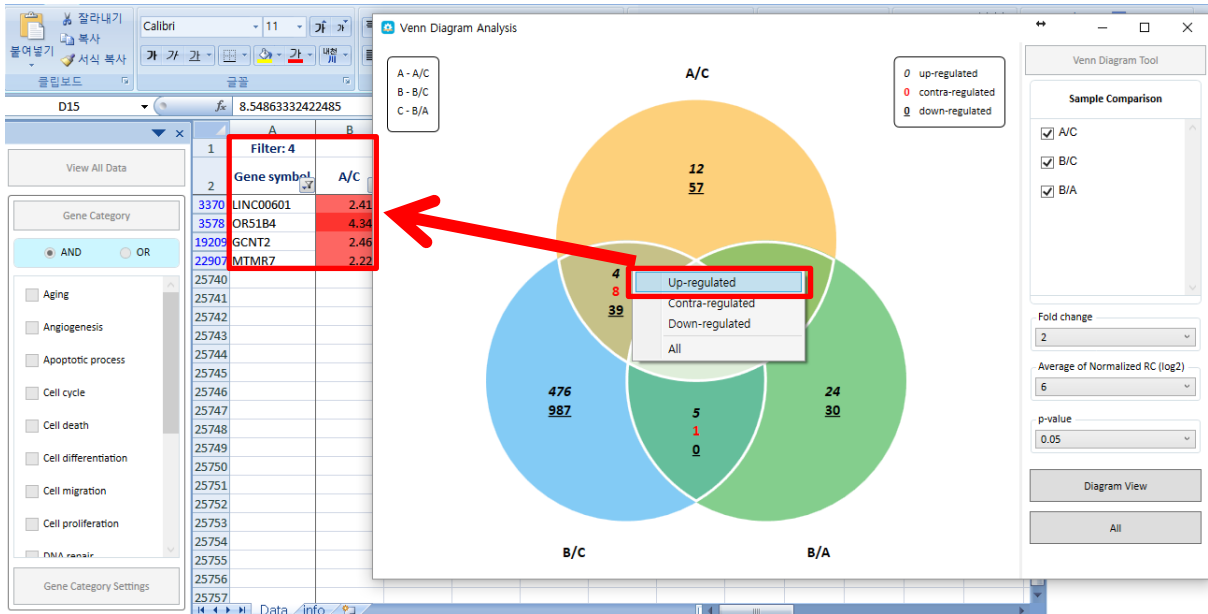 잘라내기
복사
서식 복사
붙여넣기
클립보드
Calibri
11
가 가 가
내천
글꼴
D15
fx 8.54863332422485
View All Data
Gene Category
AND OR
Aging
Angiogenesis
Apoptotic process
Cell cycle
Cell death
Cell differentiation
Cell migration
Cell proliferation
DNA repair
Gene Category Settings
A B
1 Filter: 4
2 Gene symbol A/C
3370 LINC00601 2.41
3578 OR51B4 4.34
19209 GCNT2 2.46
22907 MTMR7 2.22
25740
25741
25742
25743
25744
25745
25746
25747
25748
25749
25750
25751
25752
25753
25754
25755
25756
25757
Data info
Venn Diagram Analysis
A - A/C
B - B/C
C - B/A
A/C
0 up-regulated
0 contra-regulated
0 down-regulated
12
57
4
8
39
Up-regulated
Contra-regulated
Down-regulated
All
476
987
5
1
0
24
30
B/C
B/A
Venn Diagram Tool
Sample Comparison
A/C
B/C
B/A
Fold change
2
Average of Normalized RC (log2)
6
p-value
0.05
Diagram View
All